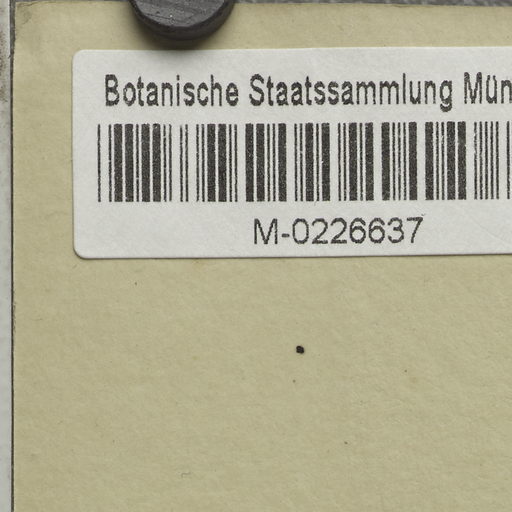 Botanische Staatssammlung Mün
M-0226637